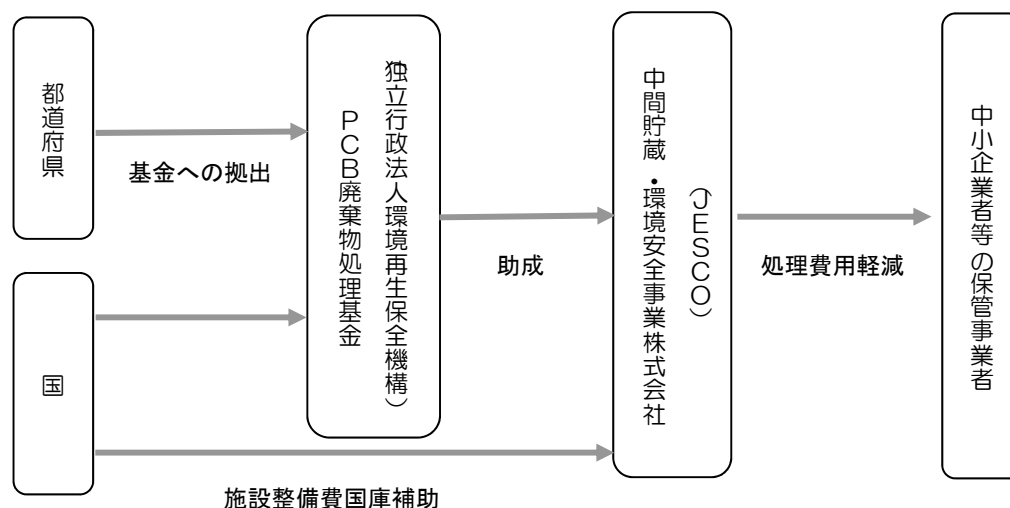 都道府県
基金への拠出
国
独立行政法人環境再生保全機構）
（
PCB廃棄物処理基金
助成
施設整備費国庫補助
中間貯蔵・環境安全事業株式会社
（JESCO）
処理費用軽減
中小企業者等の保管事業者